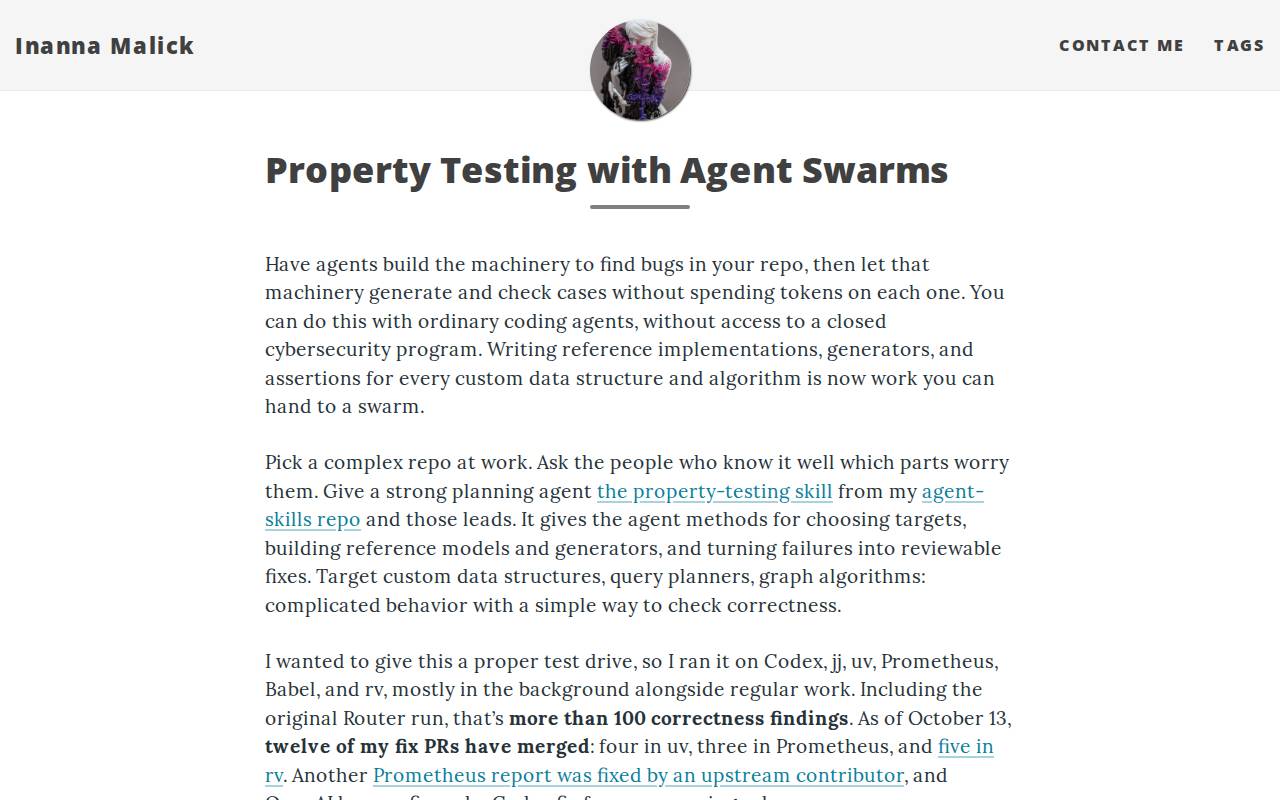 Inanna Malick
CONTACT ME
TAGS
Property Testing with Agent Swarms
Have agents build the machinery to find bugs in your repo, then let that
machinery generate and check cases without spending tokens on each one. You
can do this with ordinary coding agents, without access to a closed
cybersecurity program. Writing reference implementations, generators, and
assertions for every custom data structure and algorithm is now work you can
hand to a swarm.
Pick a complex repo at work. Ask the people who know it well which parts worry
them. Give a strong planning agent the property-testing skill from my agent-
skills repo and those leads. It gives the agent methods for choosing targets,
building reference models and generators, and turning failures into reviewable
fixes. Target custom data structures, query planners, graph algorithms:
complicated behavior with a simple way to check correctness.
I wanted to give this a proper test drive, so I ran it on Codex, jj, uv, Prometheus,
Babel, and rv, mostly in the background alongside regular work. Including the
original Router run, that’s more than 100 correctness findings. As of October 13,
twelve of my fix PRs have merged: four in uv, three in Prometheus, and five in
rv. Another Prometheus report was fixed by an upstream contributor, and